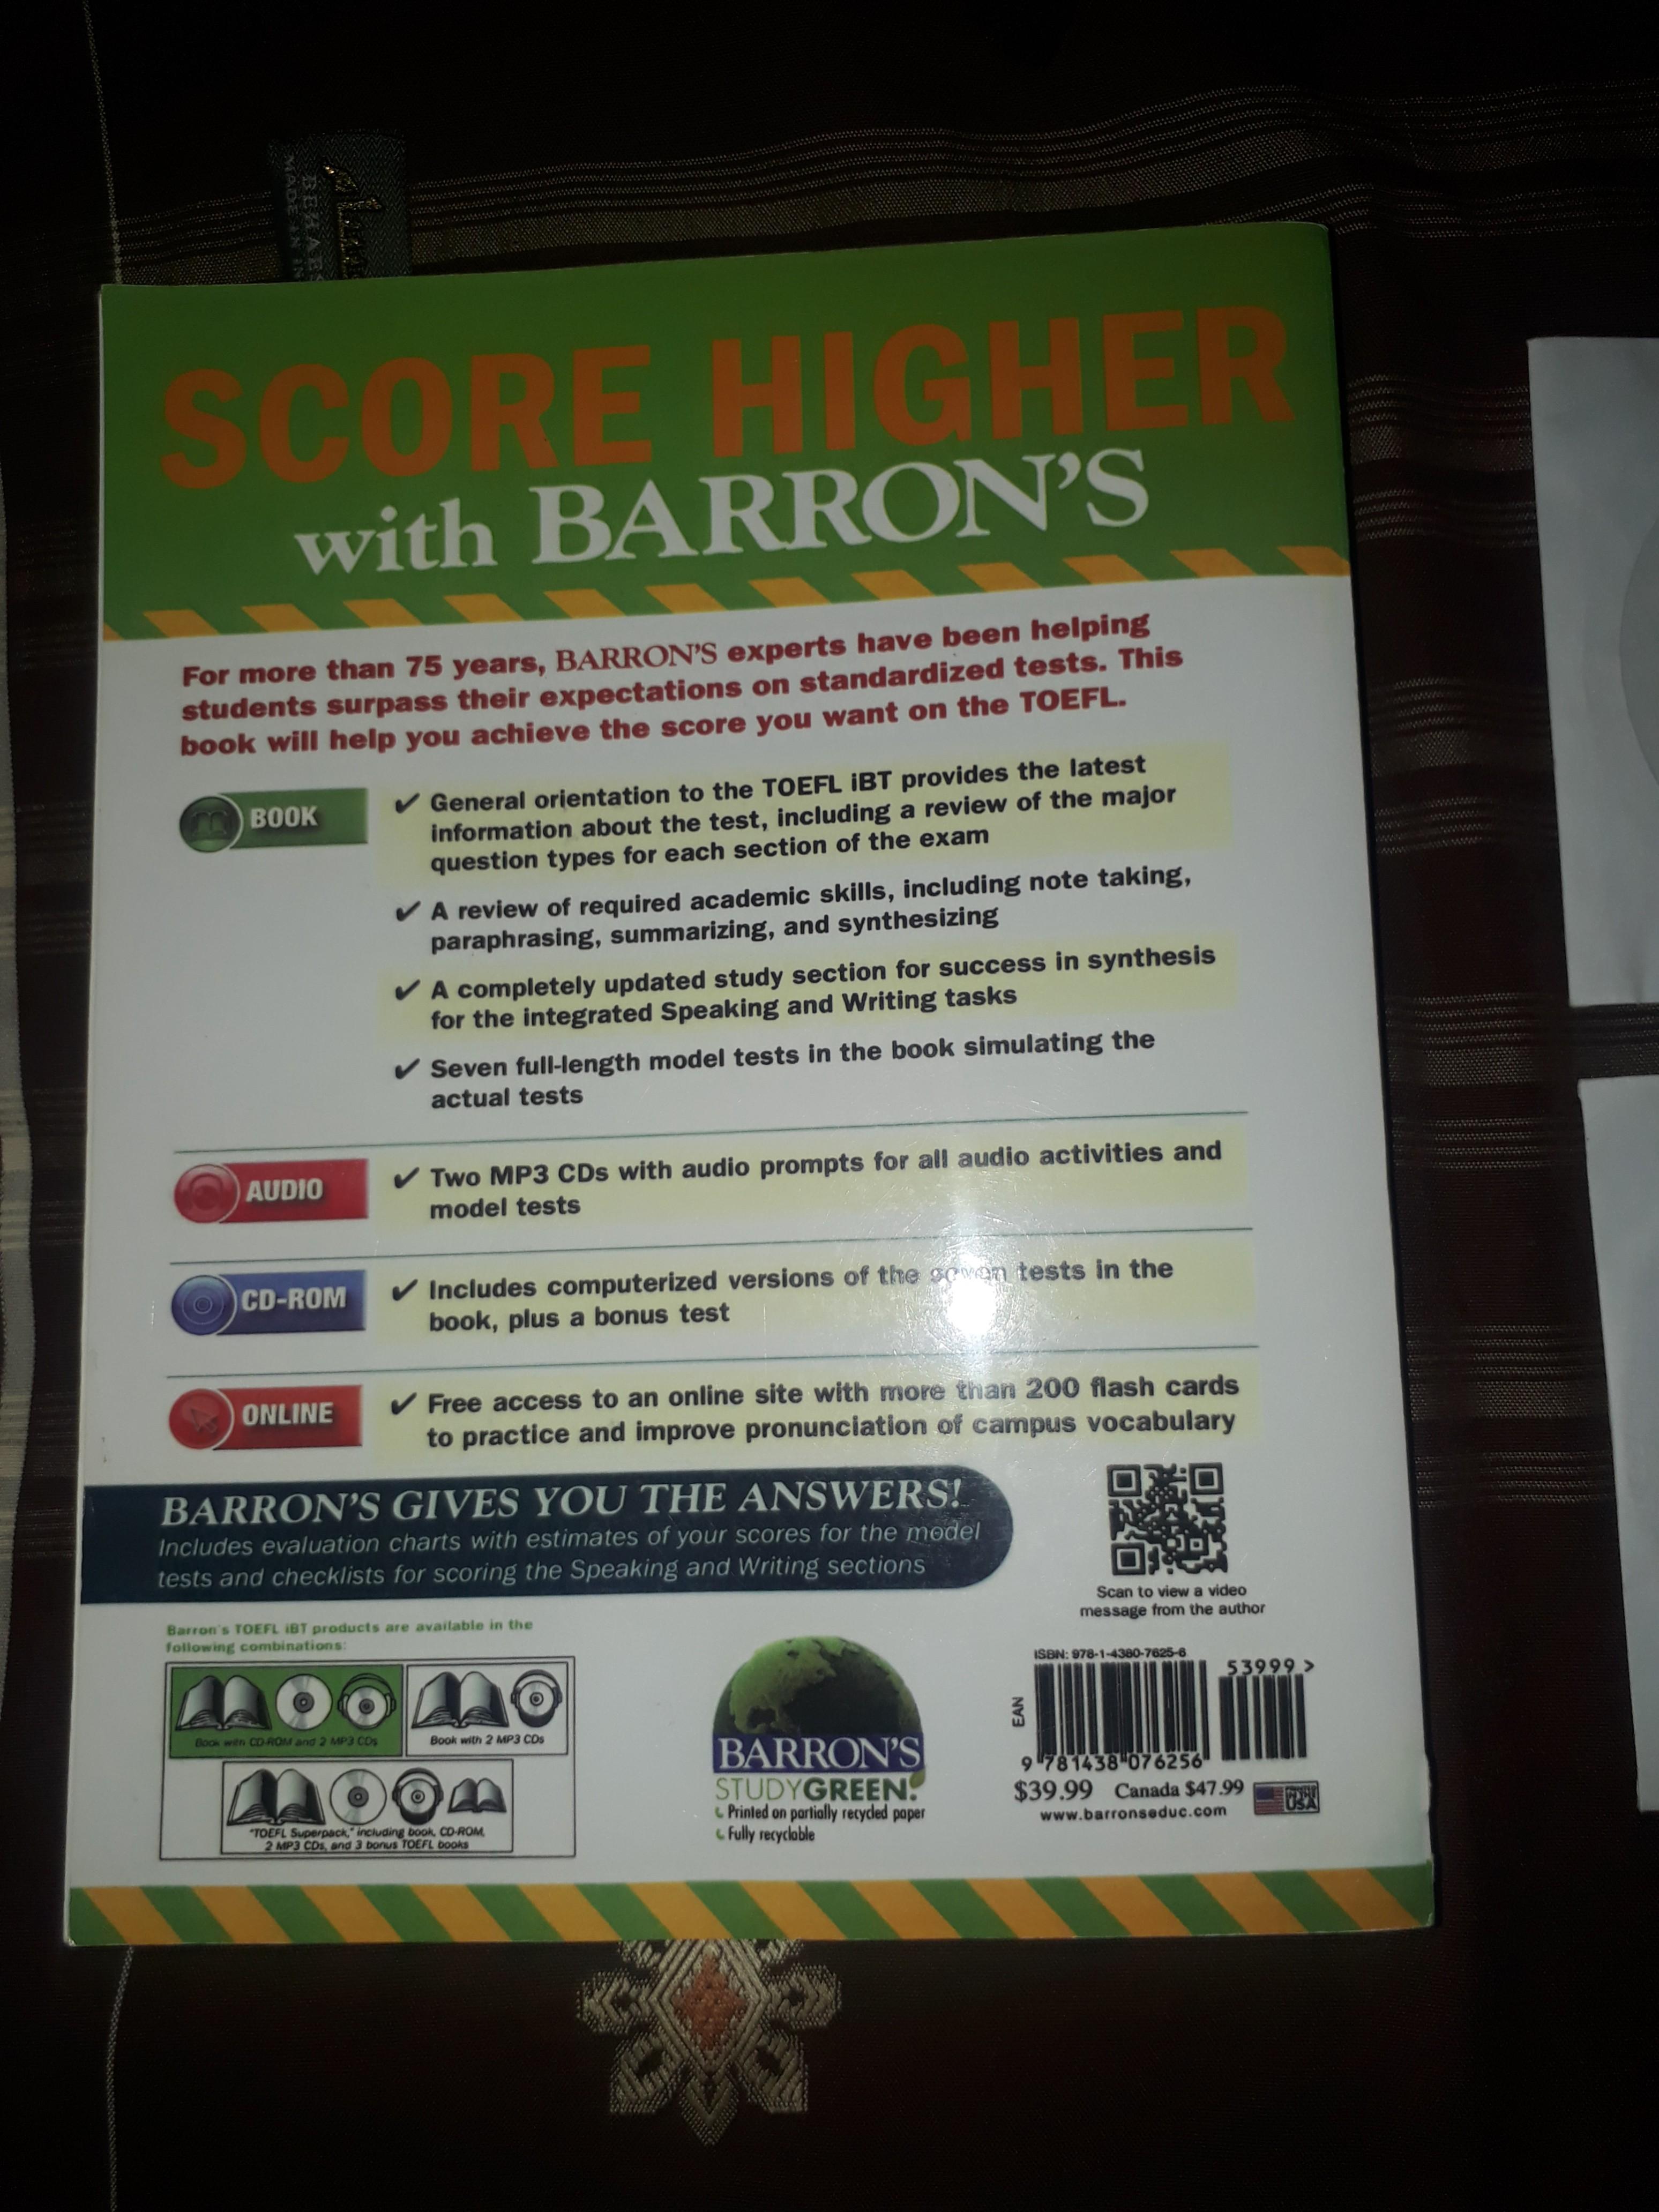 BEHAES
MADE IN IN
SCORE HIGHER
with BARRON'S
For more than 75 years, BARRON'S experts have been helping
students surpass their expectations on standardized tests. This
book will help you achieve the score you want on the TOEFL.
BOOK
✔ General orientation to the TOEFL iBT provides the latest
information about the test, including a review of the major
question types for each section of the exam
✔ A review of required academic skills, including note taking,
paraphrasing, summarizing, and synthesizing
✔ A completely updated study section for success in synthesis
for the integrated Speaking and Writing tasks
✔ Seven full-length model tests in the book simulating the
actual tests
AUDIO
✔ Two MP3 CDs with audio prompts for all audio activities and
model tests
CD-ROM
✔ Includes computerized versions of the seven tests in the
book, plus a bonus test
ONLINE
✔ Free access to an online site with more than 200 flash cards
to practice and improve pronunciation of campus vocabulary
BARRON'S GIVES YOU THE ANSWERS!
Includes evaluation charts with estimates of your scores for the model
tests and checklists for scoring the Speaking and Writing sections
Scan to view a video
message from the author
Barron's TOEFL iBT products are available in the
following combinations:
Book with CD-ROM and 2 MP3 CDs
Book with 2 MP3 CDs
"TOEFL Superpack," including book, CD-ROM,
2 MP3 CDs, and 3 bonus TOEFL books
BARRON'S
STUDYGREEN.
Printed on partially recycled paper
Fully recyclable
ISBN: 978-1-4380-7625-6
53999 >
EAN
9 781438 076256
$39.99 Canada $47.99
www.barronseduc.com
PRINTED
IN THE
USA